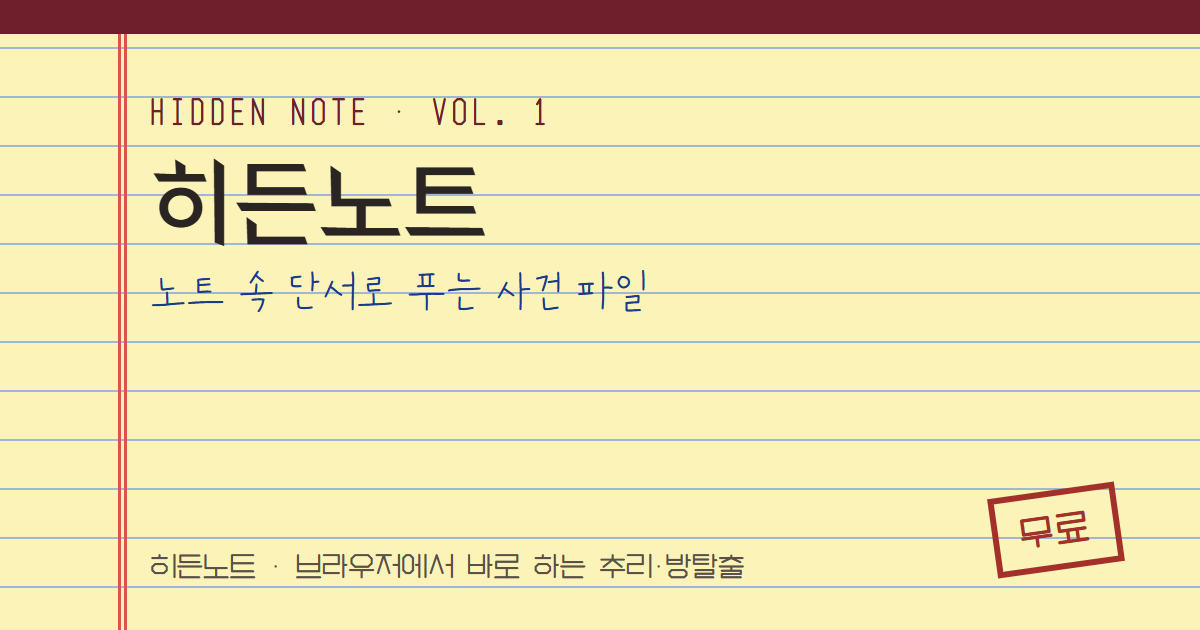 HIDDEN NOTE · VOL. 1
히든노트
노트 속 단서로 푸는 사건 파일
무료
히든노트 · 브라우저에서 바로 하는 추리·방탈출